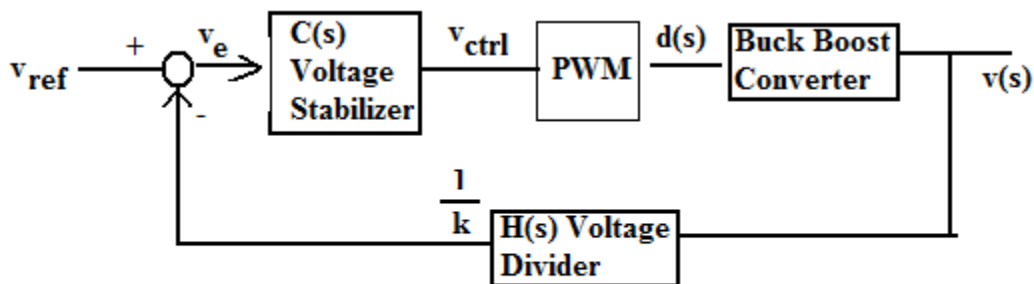 v_ref
+
-
v_e
C(s)
Voltage
Stabilizer
v_ctrl
PWM
d(s)
Buck Boost
Converter
v(s)
1
k
H(s) Voltage
Divider